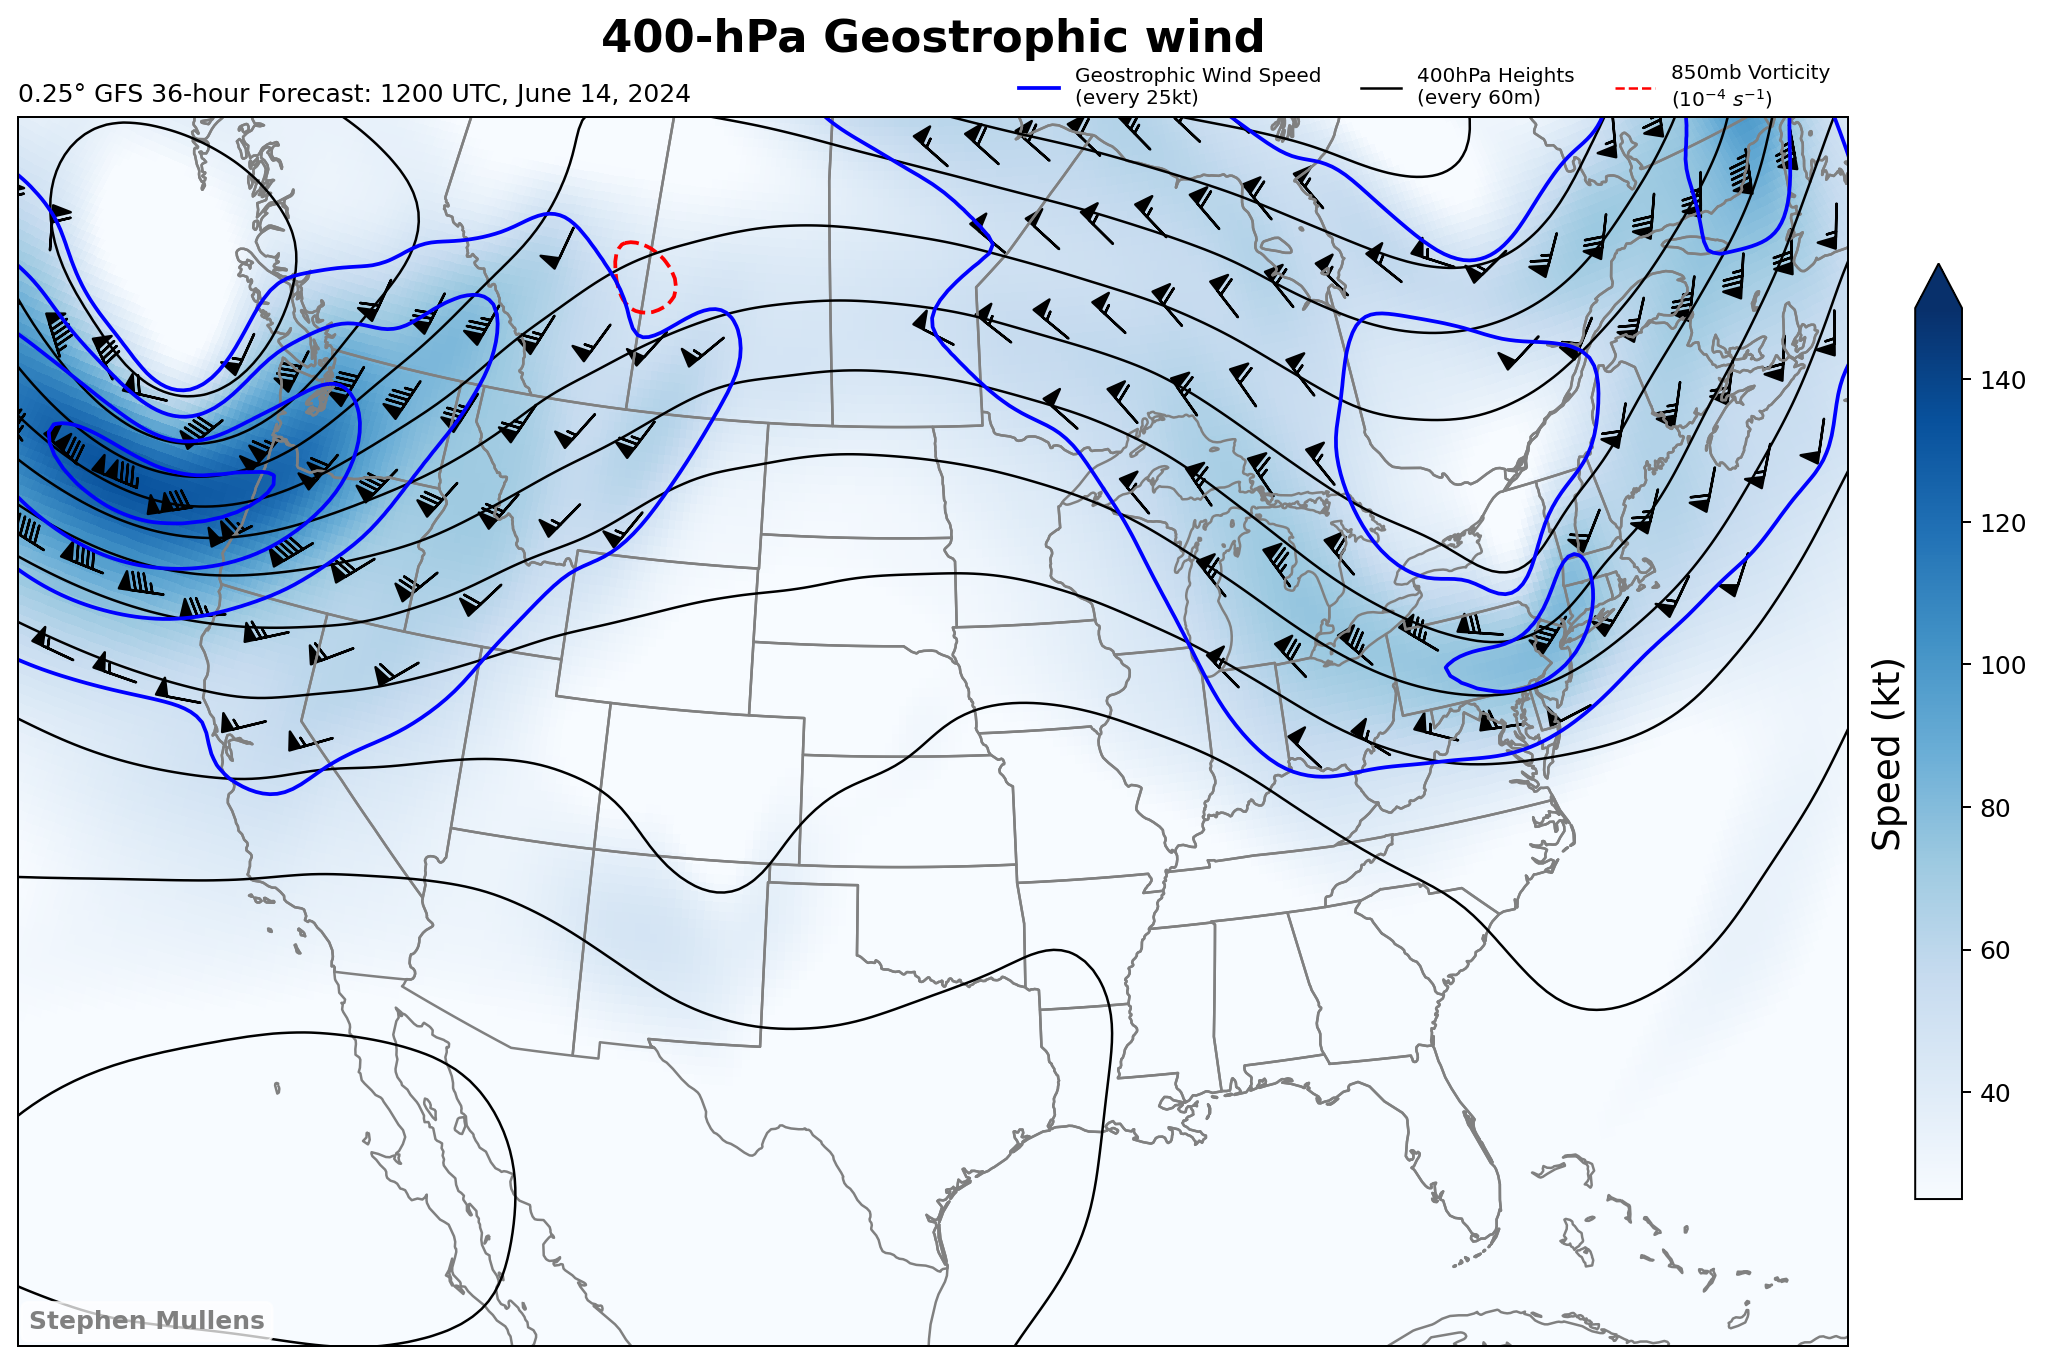 400-hPa Geostrophic wind
0.25° GFS 36-hour Forecast: 1200 UTC, June 14, 2024
Geostrophic Wind Speed
(every 25kt)
400hPa Heights
(every 60m)
850mb Vorticity
(10⁻⁴ s⁻¹)
140
120
100
80
60
40
Speed (kt)
Stephen Mullens